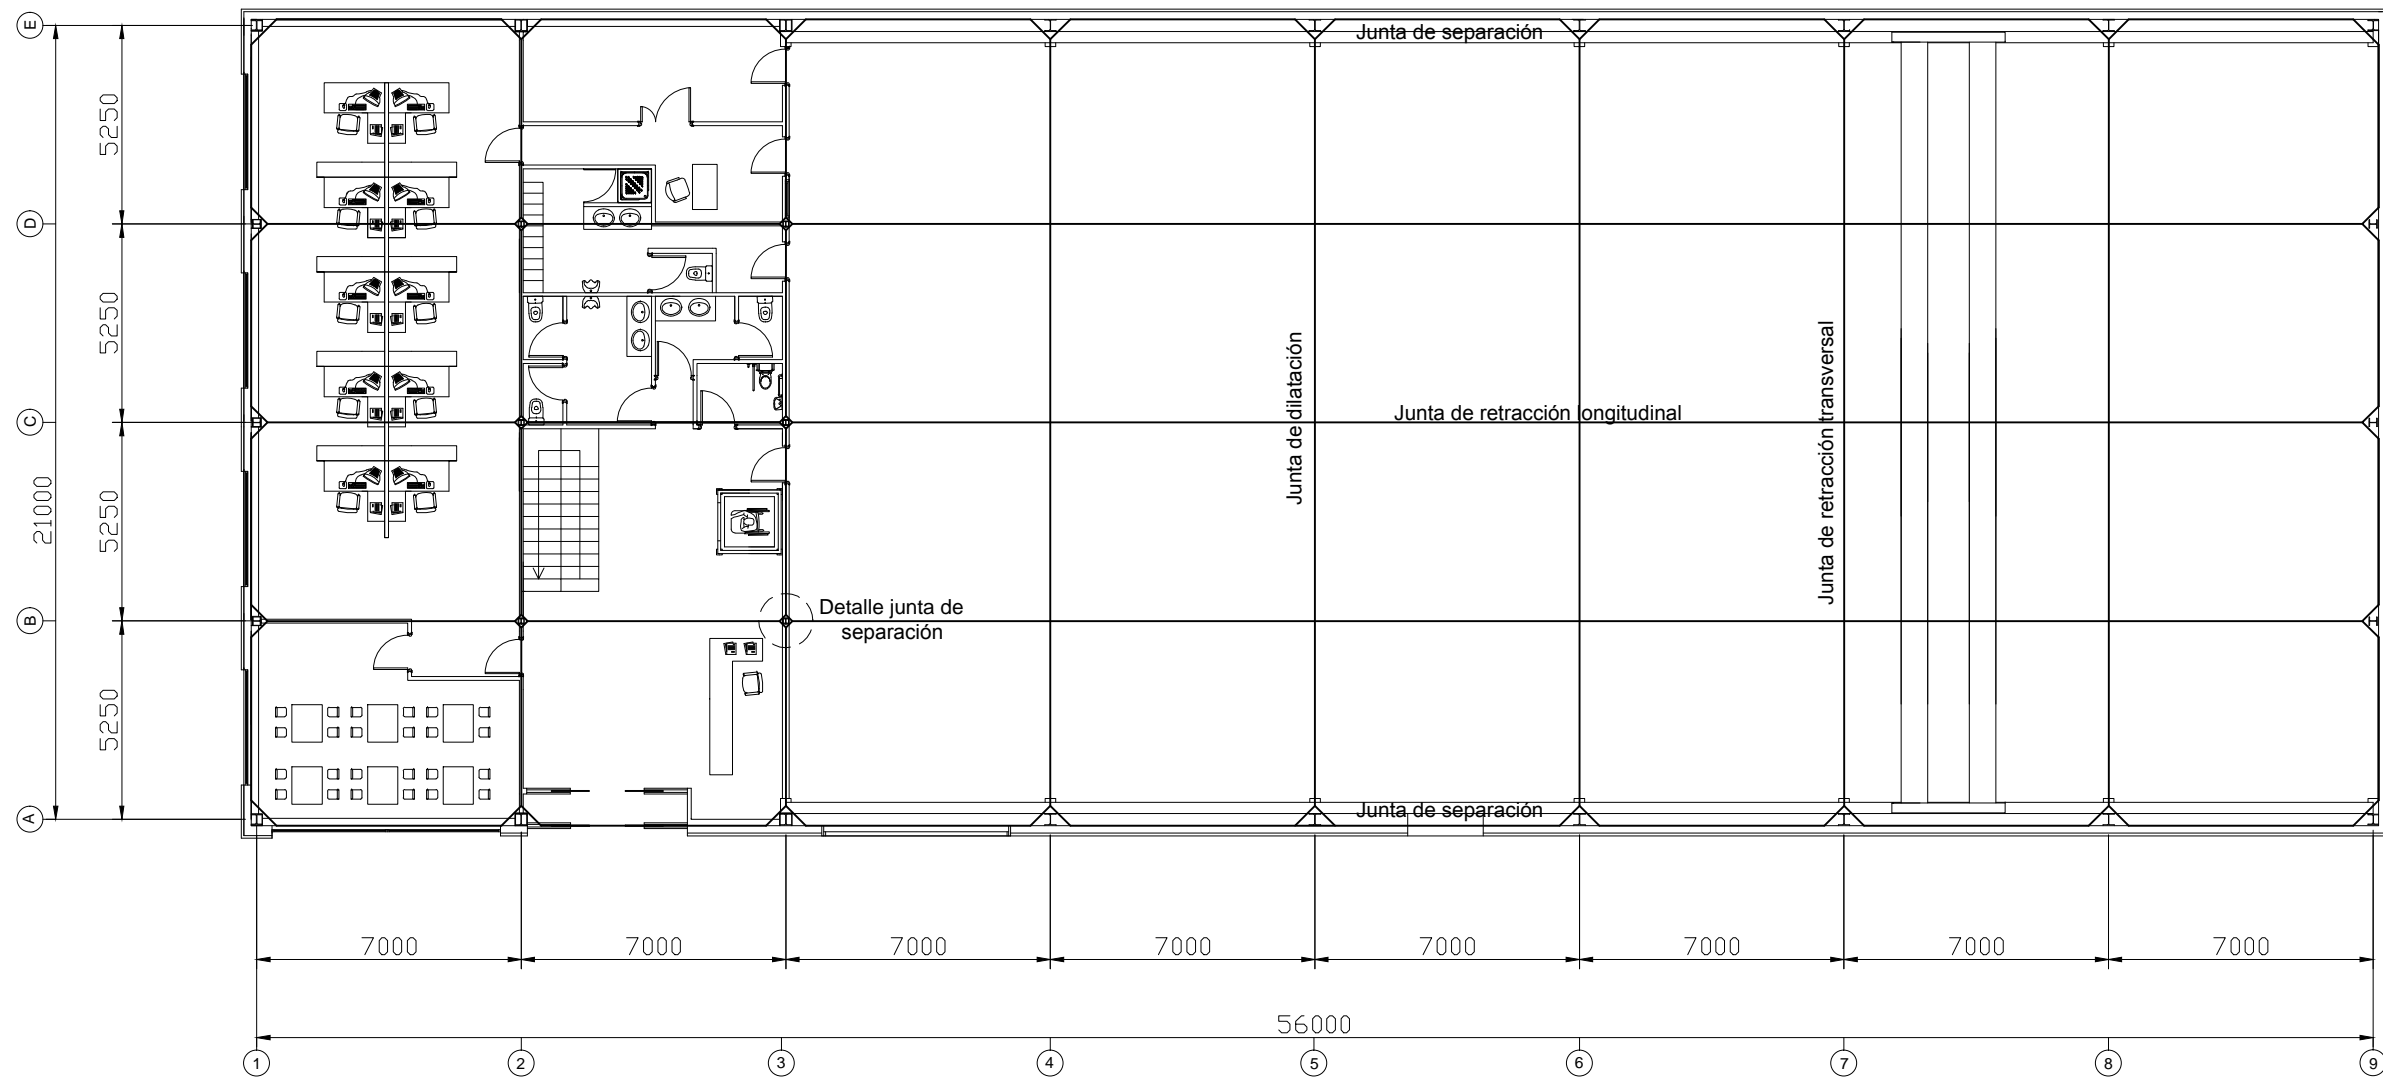 E
Junta de separación
5250
D
5250
Junta de dilatación
Junta de retracción transversal
Junta de retracción longitudinal
C
21000
5250
Detalle junta de
separación
B
5250
Junta de separación
A
7000 7000 7000 7000 7000 7000 7000 7000
56000
1 2 3 4 5 6 7 8 9